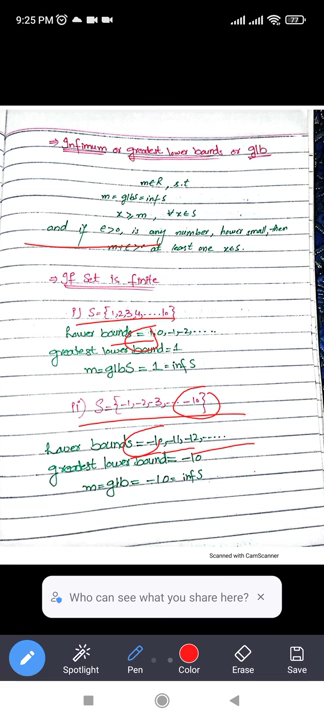 9:25 PM
77
⇒ Infimum or greatest lower bounds or glb
m∈R, s.t
m = glbS = inf S
x ≥ m, ∀ x ∈ S
and if ε>0, is any number, hower small, then
m+ε > x at least one x∈S.
⇒ If Set is finite
i) S = {1,2,3,4,.....10}
Lower bounds = 1,0,-1,-2,.....
greatest lower bound = 1
m = glbS = 1 = inf S
ii) S = {-1,-2,-3,... -10}
Lower bounds = -10,-11,-12,.....
greatest lower bound = -10
m = glb = -10 = inf S
Scanned with CamScanner
Who can see what you share here? ×
Spotlight Pen Color Erase Save